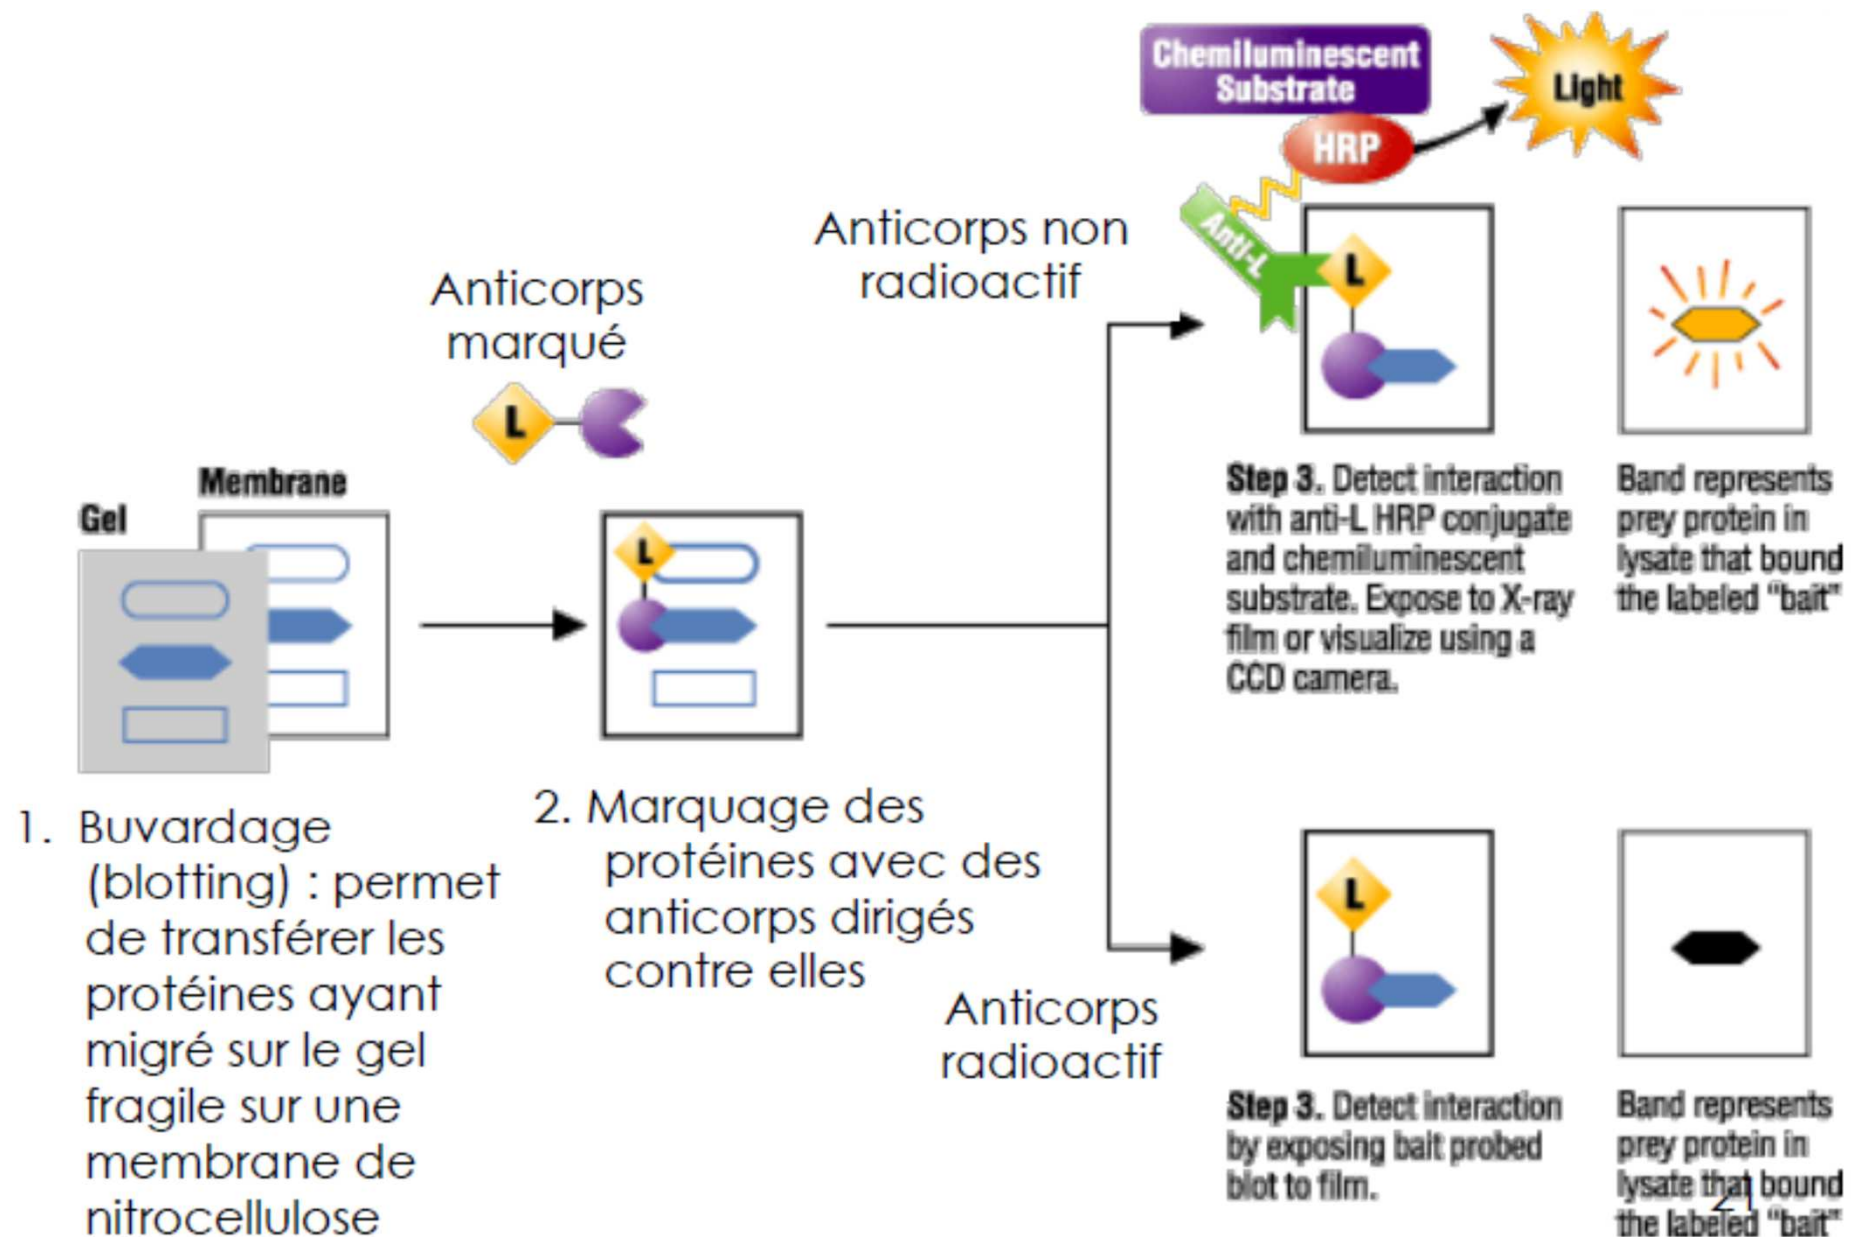 Chemiluminescent
Substrate
Light
HRP
Anti-L
L
Anticorps non
radioactif
Anticorps
marqué
L
Membrane
Gel
L
Step 3. Detect interaction
with anti-L HRP conjugate
and chemiluminescent
substrate. Expose to X-ray
film or visualize using a
CCD camera.
Band represents
prey protein in
lysate that bound
the labeled "bait"
1. Buvardage
(blotting) : permet
de transférer les
protéines ayant
migré sur le gel
fragile sur une
membrane de
nitrocellulose
2. Marquage des
protéines avec des
anticorps dirigés
contre elles
Anticorps
radioactif
L
Step 3. Detect interaction
by exposing bait probed
blot to film.
Band represents
prey protein in
lysate that bound
the labeled "bait"
21